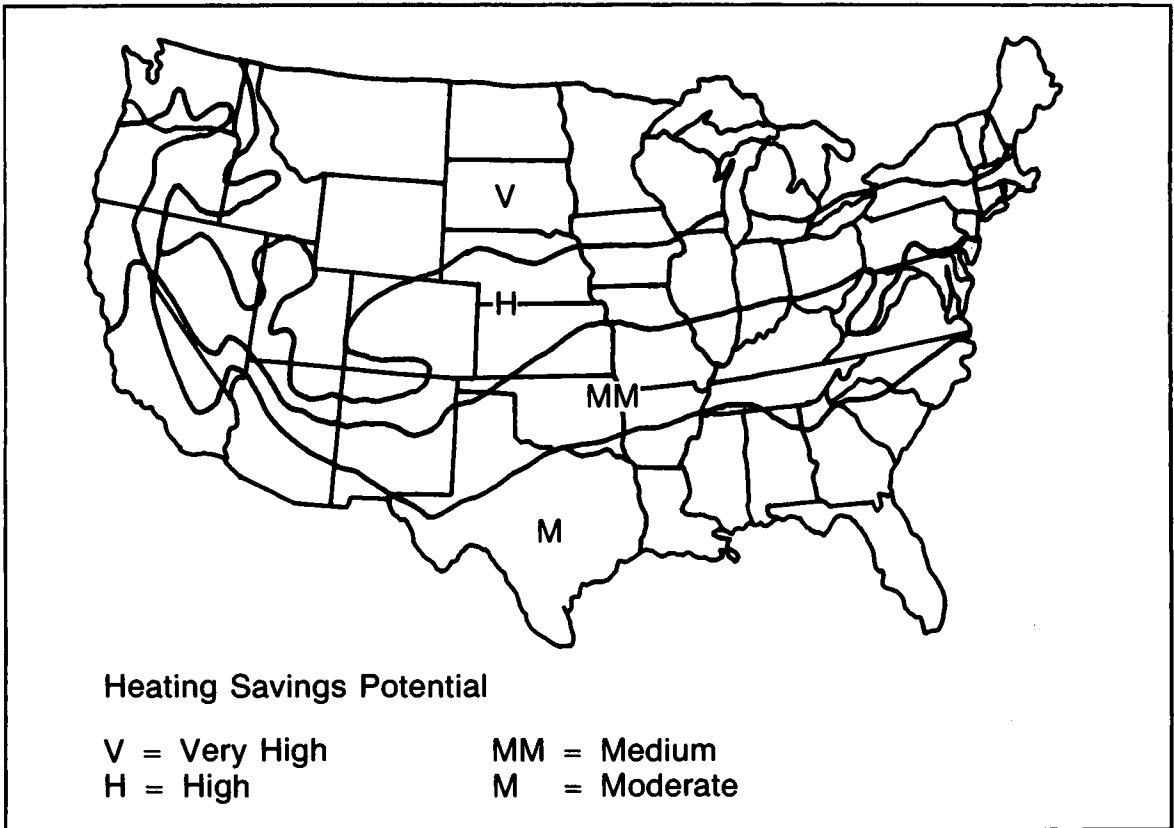 V
H
MM
M
Heating Savings Potential
V = Very High
H = High
MM = Medium
M = Moderate